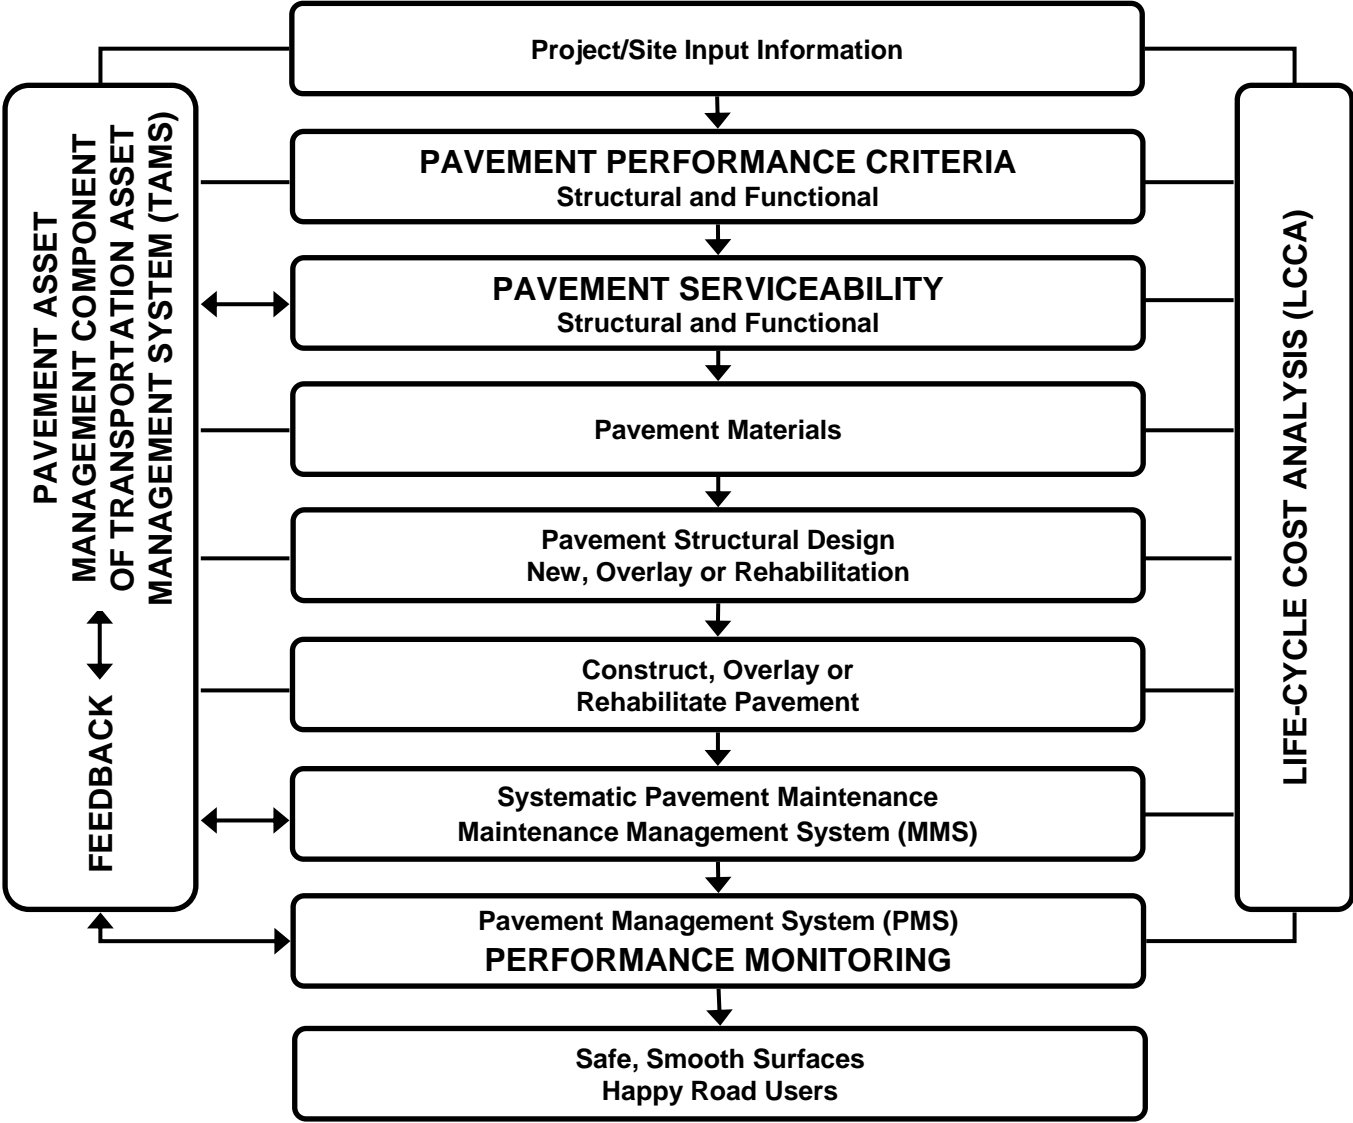 Project/Site Input Information
PAVEMENT PERFORMANCE CRITERIA
Structural and Functional
PAVEMENT SERVICEABILITY
Structural and Functional
Pavement Materials
Pavement Structural Design
New, Overlay or Rehabilitation
Construct, Overlay or
Rehabilitate Pavement
Systematic Pavement Maintenance
Maintenance Management System (MMS)
Pavement Management System (PMS)
PERFORMANCE MONITORING
Safe, Smooth Surfaces
Happy Road Users
PAVEMENT ASSET
MANAGEMENT COMPONENT
OF TRANSPORTATION ASSET
MANAGEMENT SYSTEM (TAMS)
FEEDBACK
LIFE-CYCLE COST ANALYSIS (LCCA)